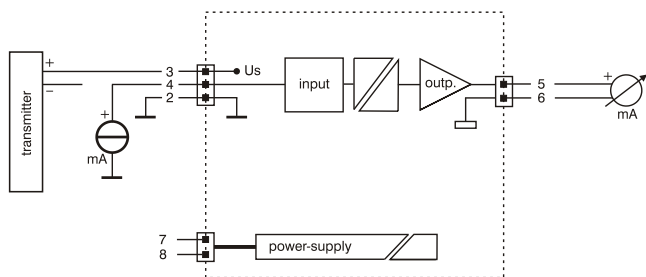 transmitter
+
−
3
4
2
+
mA
Us
input
outp.
5
6
+
mA
7
8
power-supply